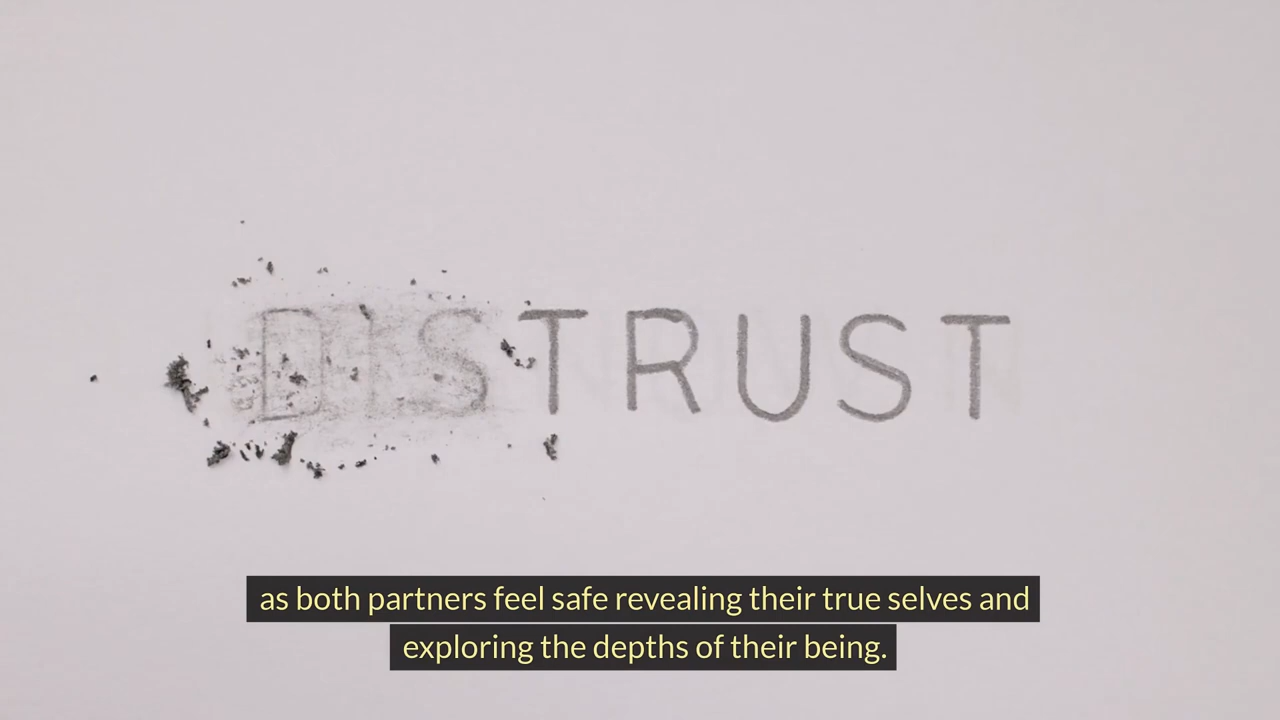 DISTRUST
as both partners feel safe revealing their true selves and
exploring the depths of their being.